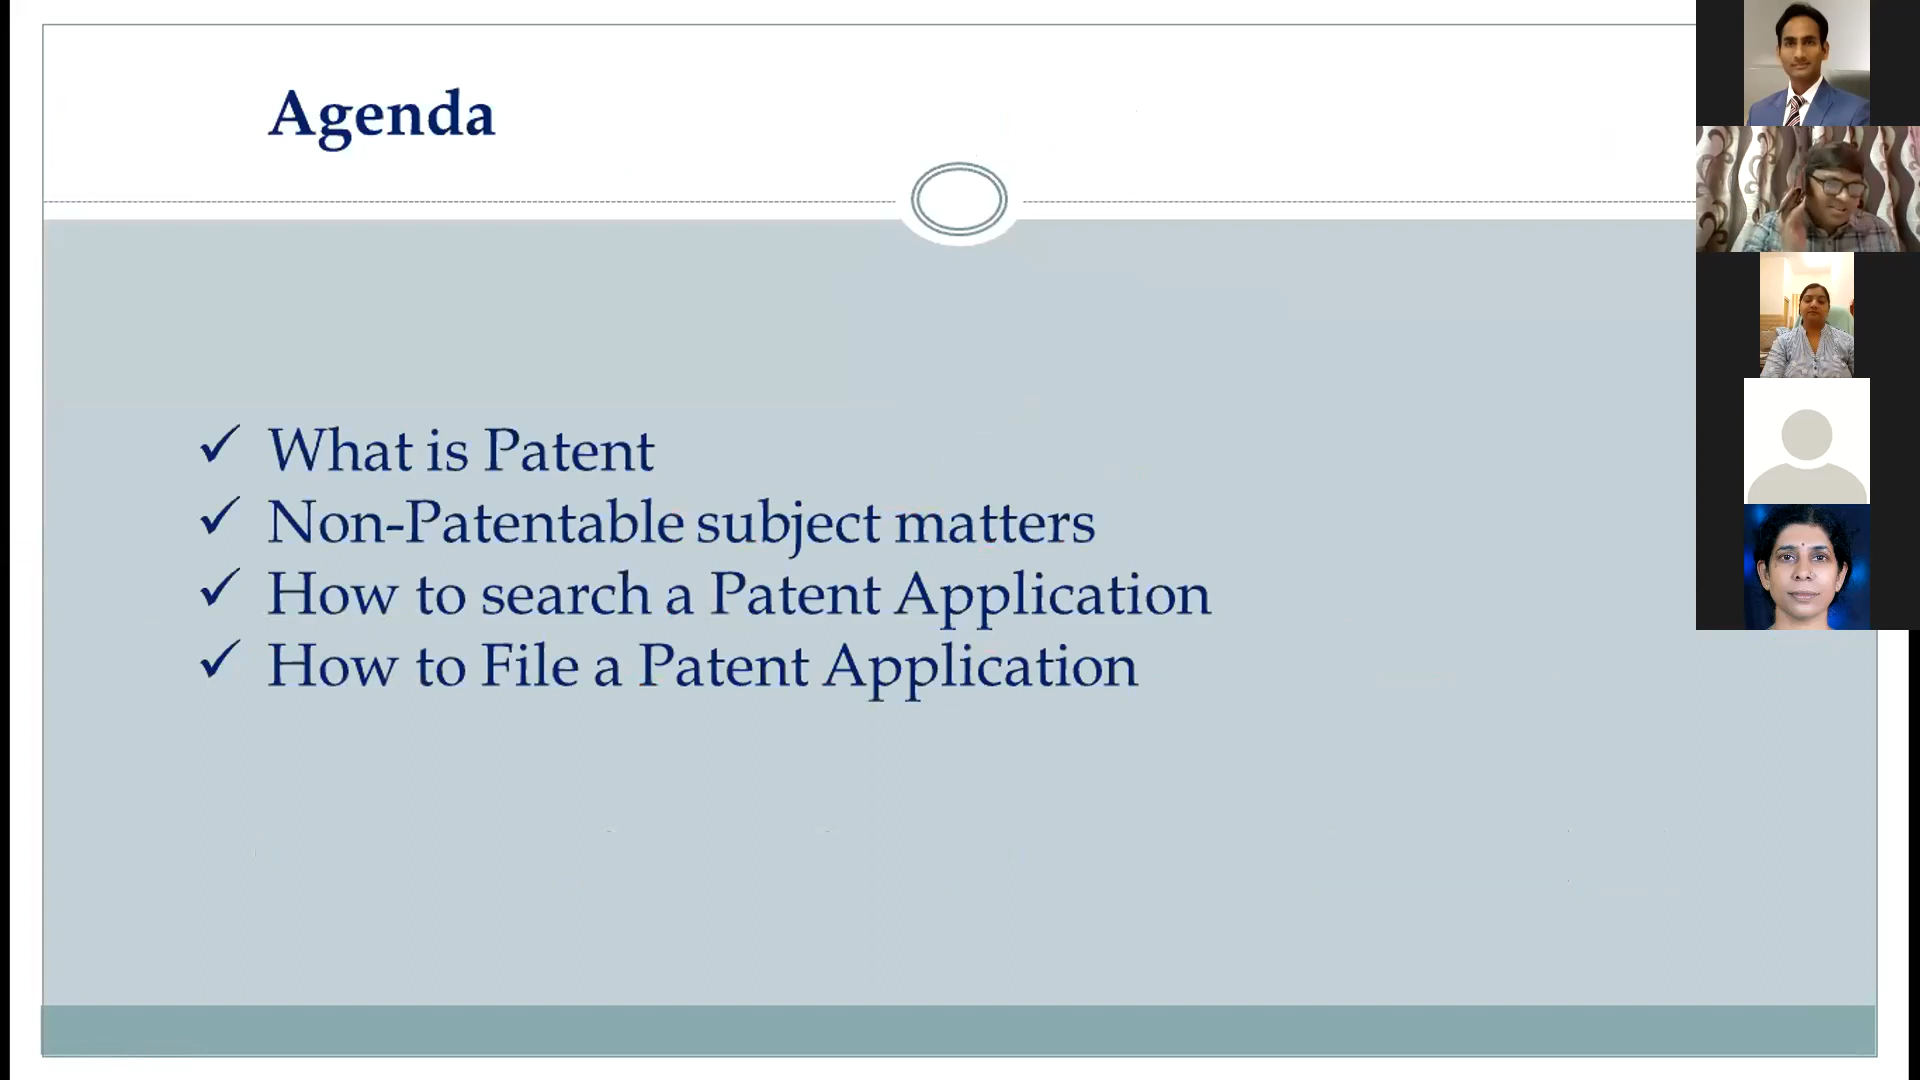 Agenda
✓ What is Patent
✓ Non-Patentable subject matters
✓ How to search a Patent Application
✓ How to File a Patent Application